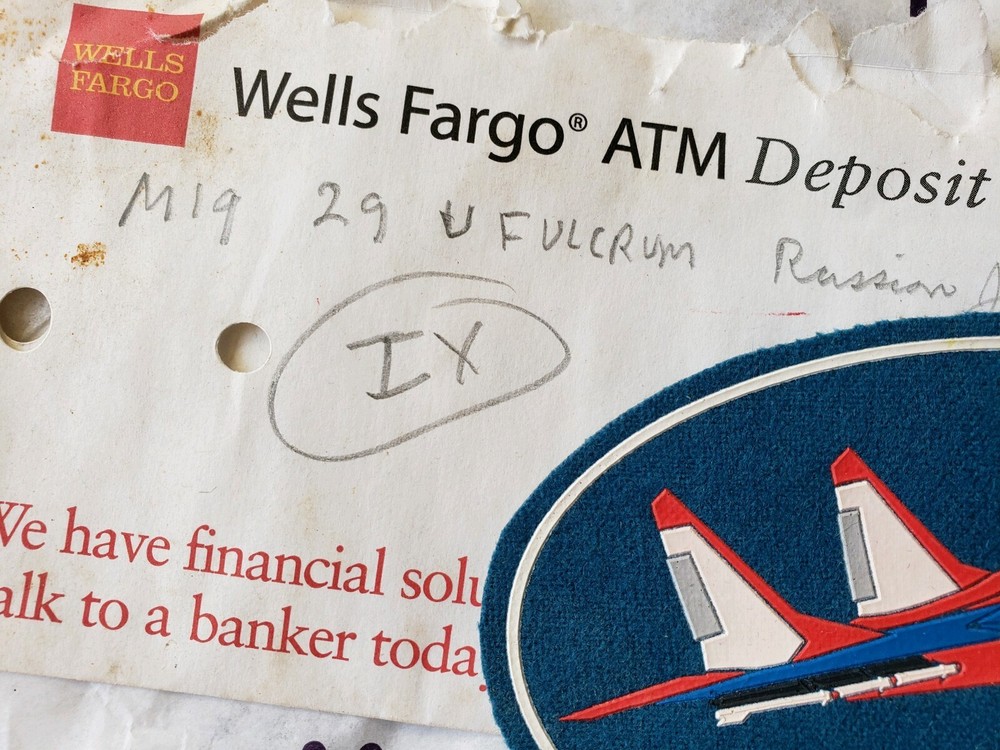 WELLS
FARGO
Wells Fargo® ATM Deposit
MIg 29 U FULCRUM Russian
IX
We have financial solu
alk to a banker toda